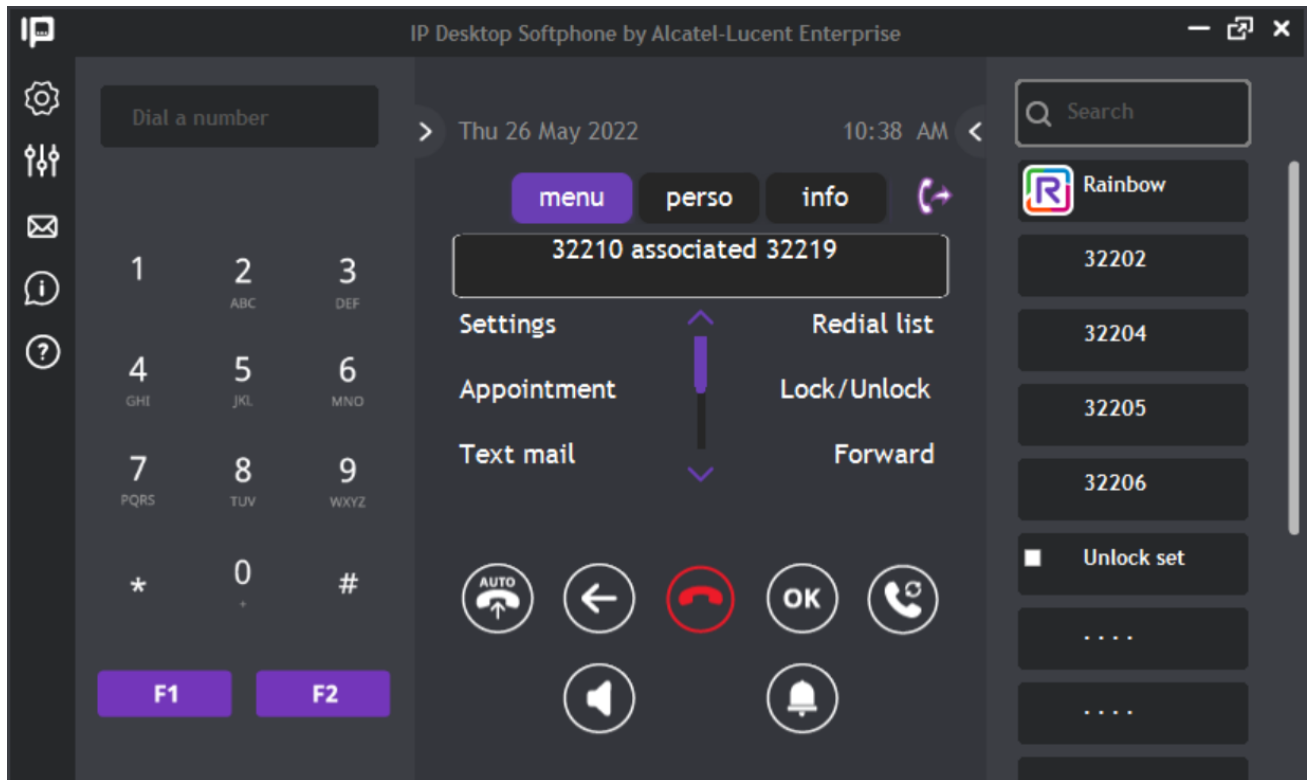 IP
IP Desktop Softphone by Alcatel-Lucent Enterprise
Dial a number
1
2
3
ABC
DEF
4
5
6
GHI
JKL
MNO
7
8
9
PQRS
TUV
WXYZ
*
0
#
+
F1
F2
Thu 26 May 2022
10:38 AM
menu
perso
info
32210 associated 32219
Settings
Redial list
Appointment
Lock/Unlock
Text mail
Forward
AUTO
OK
Search
R
Rainbow
32202
32204
32205
32206
Unlock set
. . . .
. . . .